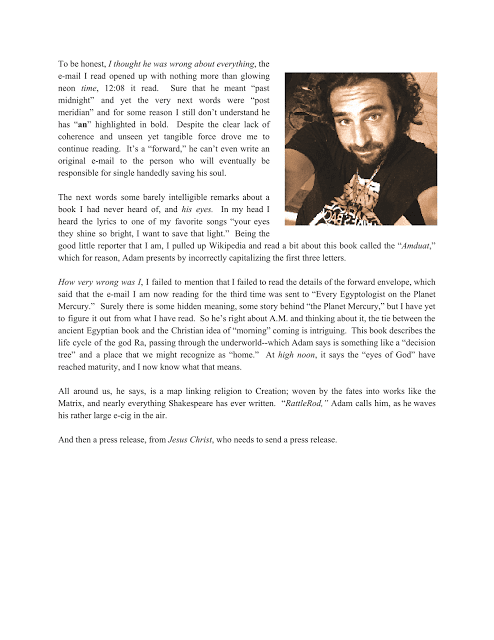 To be honest, I thought he was wrong about everything, the
e-mail I read opened up with nothing more than glowing
neon time, 12:08 it read. Sure that he meant “past
midnight” and yet the very next words were “post
meridian” and for some reason I still don’t understand he
has “an” highlighted in bold. Despite the clear lack of
coherence and unseen yet tangible force drove me to
continue reading. It’s a “forward,” he can’t even write an
original e-mail to the person who will eventually be
responsible for single handedly saving his soul.
The next words some barely intelligible remarks about a
book I had never heard of, and his eyes. In my head I
heard the lyrics to one of my favorite songs “your eyes
they shine so bright, I want to save that light.” Being the
good little reporter that I am, I pulled up Wikipedia and read a bit about this book called the “Amduat,”
which for reason, Adam presents by incorrectly capitalizing the first three letters.
How very wrong was I, I failed to mention that I failed to read the details of the forward envelope, which
said that the e-mail I am now reading for the third time was sent to “Every Egyptologist on the Planet
Mercury.” Surely there is some hidden meaning, some story behind “the Planet Mercury,” but I have yet
to figure it out from what I have read. So he’s right about A.M. and thinking about it, the tie between the
ancient Egyptian book and the Christian idea of “morning” coming is intriguing. This book describes the
life cycle of the god Ra, passing through the underworld--which Adam says is something like a “decision
tree” and a place that we might recognize as “home.” At high noon, it says the “eyes of God” have
reached maturity, and I now know what that means.
All around us, he says, is a map linking religion to Creation; woven by the fates into works like the
Matrix, and nearly everything Shakespeare has ever written. “RattleRod,” Adam calls him, as he waves
his rather large e-cig in the air.
And then a press release, from Jesus Christ, who needs to send a press release.